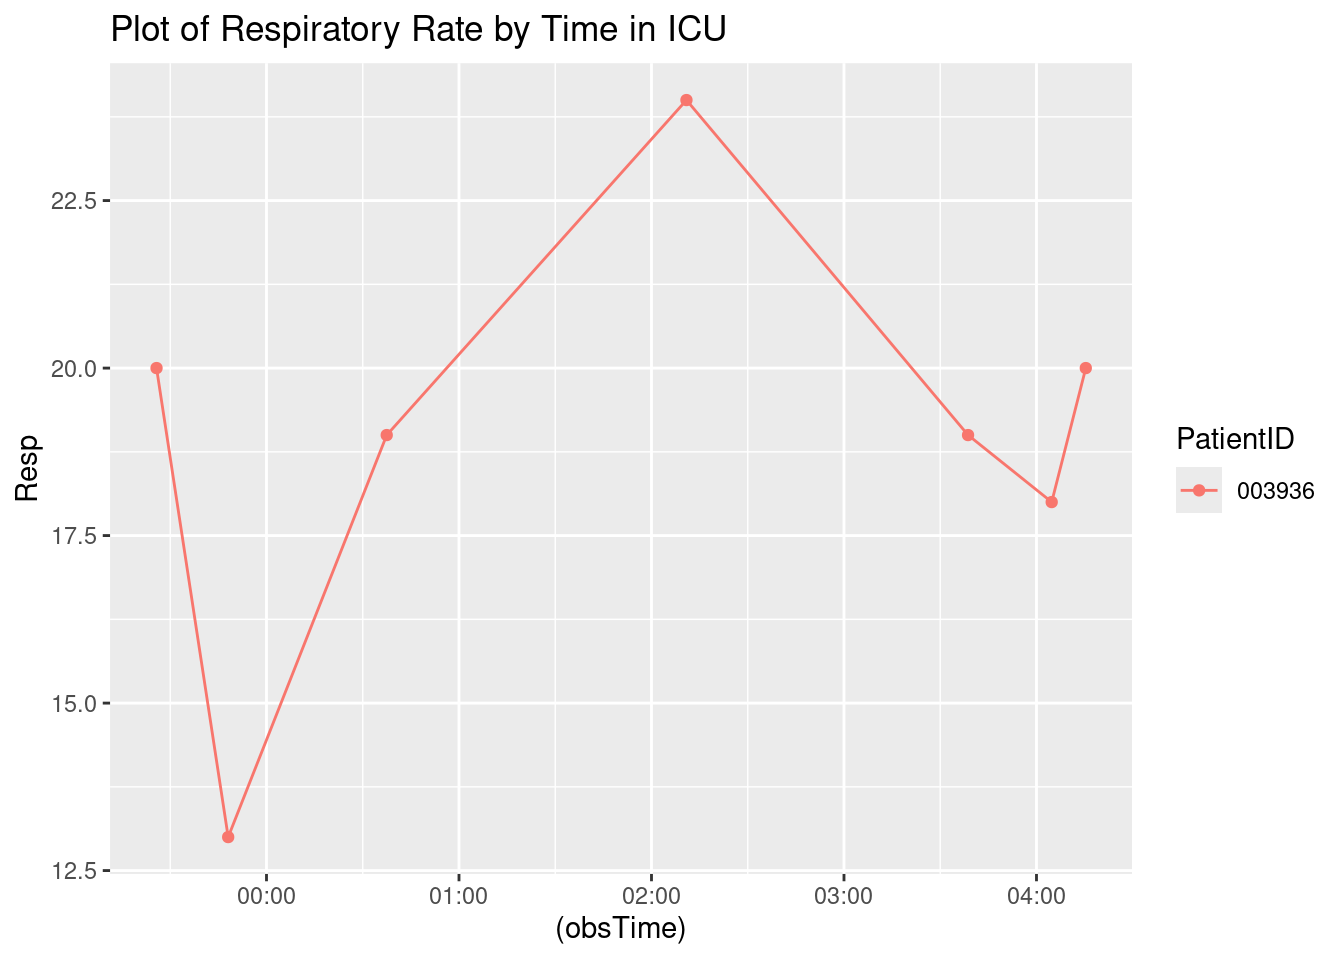 Plot of Respiratory Rate by Time in ICU
22.5
20.0
17.5
15.0
12.5
Resp
00:00 01:00 02:00 03:00 04:00
(obsTime)
PatientID
003936